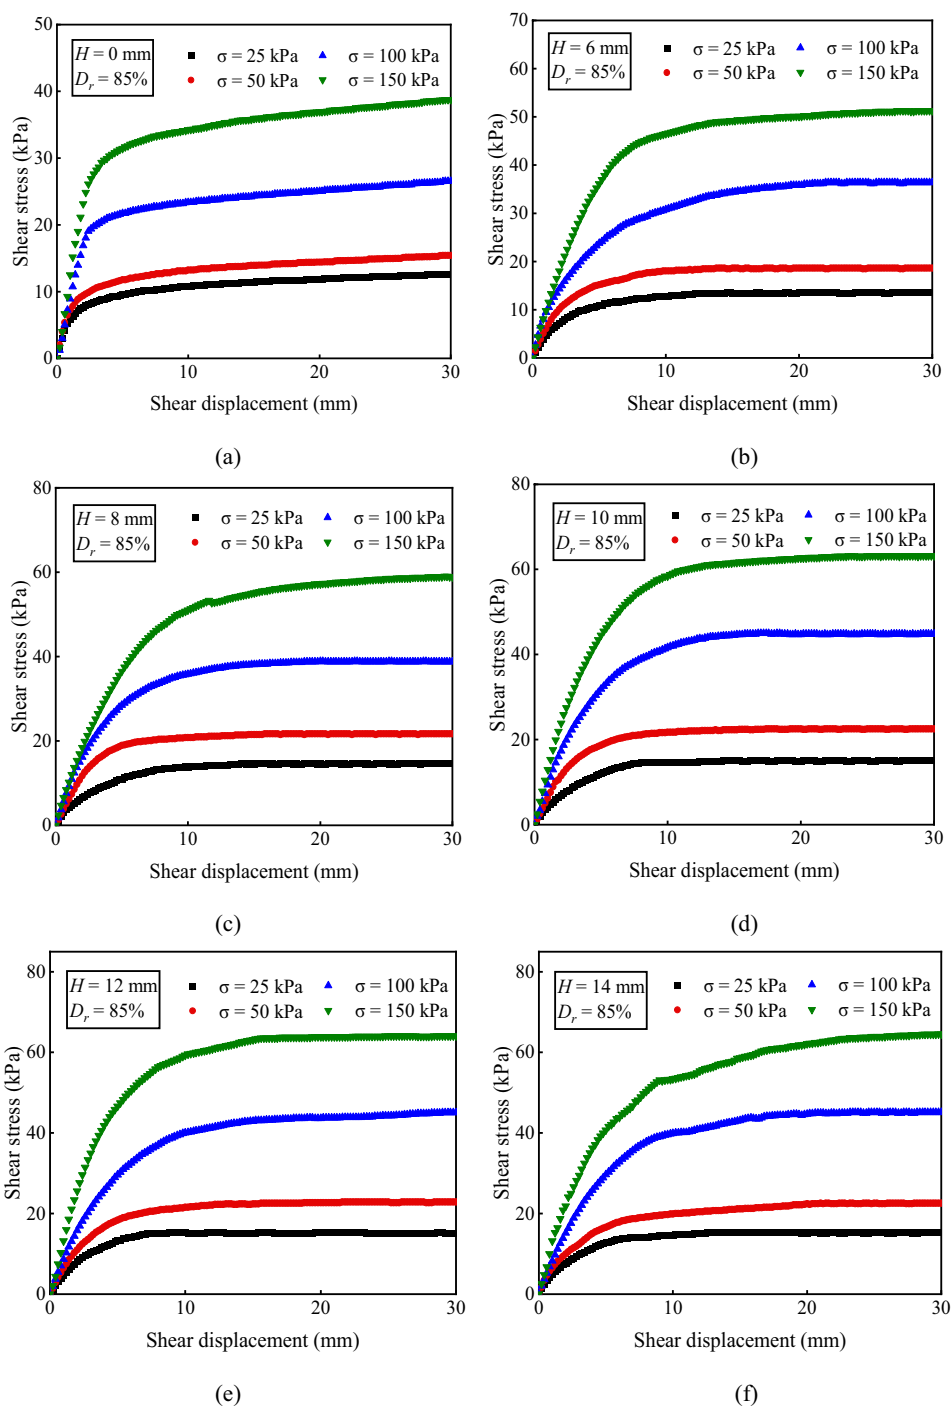 H = 0 mm
D_r = 85%
σ = 25 kPa σ = 100 kPa
σ = 50 kPa σ = 150 kPa
Shear stress (kPa)
50
40
30
20
10
0
0 10 20 30
Shear displacement (mm)
(a)
H = 6 mm
D_r = 85%
σ = 25 kPa σ = 100 kPa
σ = 50 kPa σ = 150 kPa
Shear stress (kPa)
70
60
50
40
30
20
10
0
0 10 20 30
Shear displacement (mm)
(b)
H = 8 mm
D_r = 85%
σ = 25 kPa σ = 100 kPa
σ = 50 kPa σ = 150 kPa
Shear stress (kPa)
80
60
40
20
0
0 10 20 30
Shear displacement (mm)
(c)
H = 10 mm
D_r = 85%
σ = 25 kPa σ = 100 kPa
σ = 50 kPa σ = 150 kPa
Shear stress (kPa)
80
60
40
20
0
0 10 20 30
Shear displacement (mm)
(d)
H = 12 mm
D_r = 85%
σ = 25 kPa σ = 100 kPa
σ = 50 kPa σ = 150 kPa
Shear stress (kPa)
80
60
40
20
0
0 10 20 30
Shear displacement (mm)
(e)
H = 14 mm
D_r = 85%
σ = 25 kPa σ = 100 kPa
σ = 50 kPa σ = 150 kPa
Shear stress (kPa)
80
60
40
20
0
0 10 20 30
Shear displacement (mm)
(f)